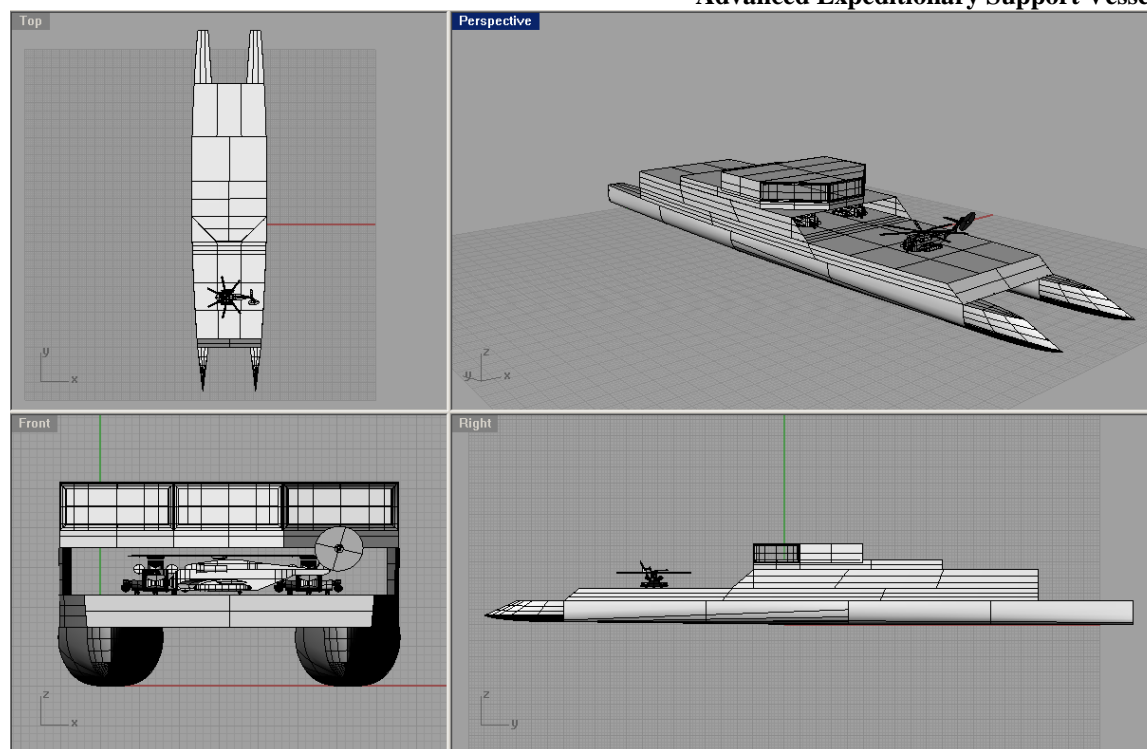 Advanced Expeditionary Support Vesse
Top
Perspective
y
x
z
y
x
Front
Right
z
x
z
y